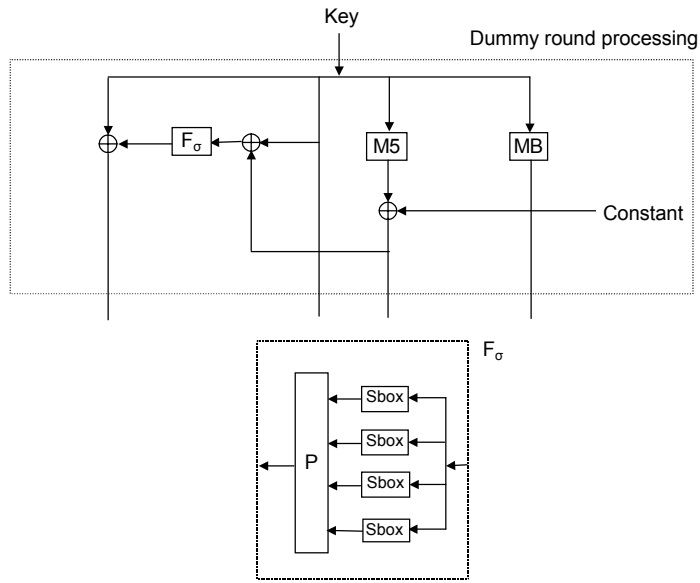 Key
Dummy round processing
Fσ
M5
MB
Constant
Fσ
Sbox
Sbox
P
Sbox
Sbox